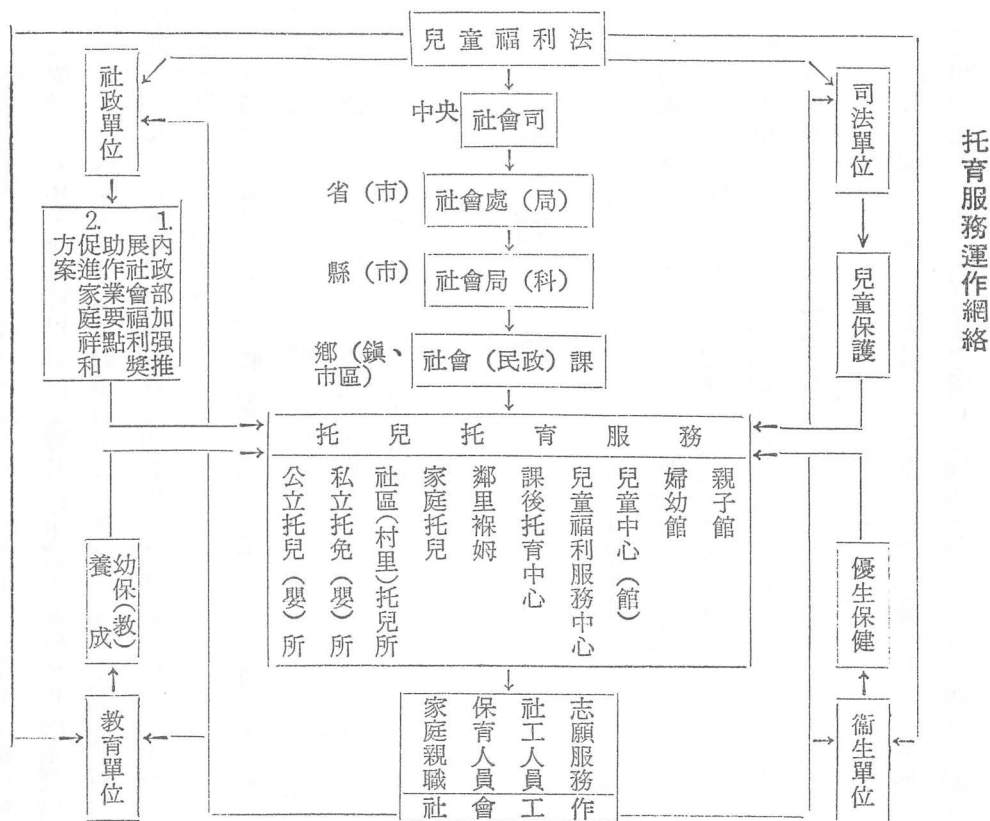 托育服務運作網絡
兒童福利法
社政單位
司法單位
中央
社會司
省（市）
社會處（局）
縣（市）
社會局（科）
鄉（鎮、
市區）
社會（民政）課
1.內政部加强推
展社會福利獎
助作業要點
2.促進家庭祥和
方案
兒童保護
托兒托育服務
公立托兒（嬰）所
私立托免（嬰）所
社區（村里）托兒所
家庭托兒
鄰里褓姆
課後托育中心
兒童福利服務中心
兒童中心（館）
婦幼館
親子館
幼保（教）
養成
優生保健
教育單位
衞生單位
家庭親職
保育人員
社工人員
志願服務
社會工作